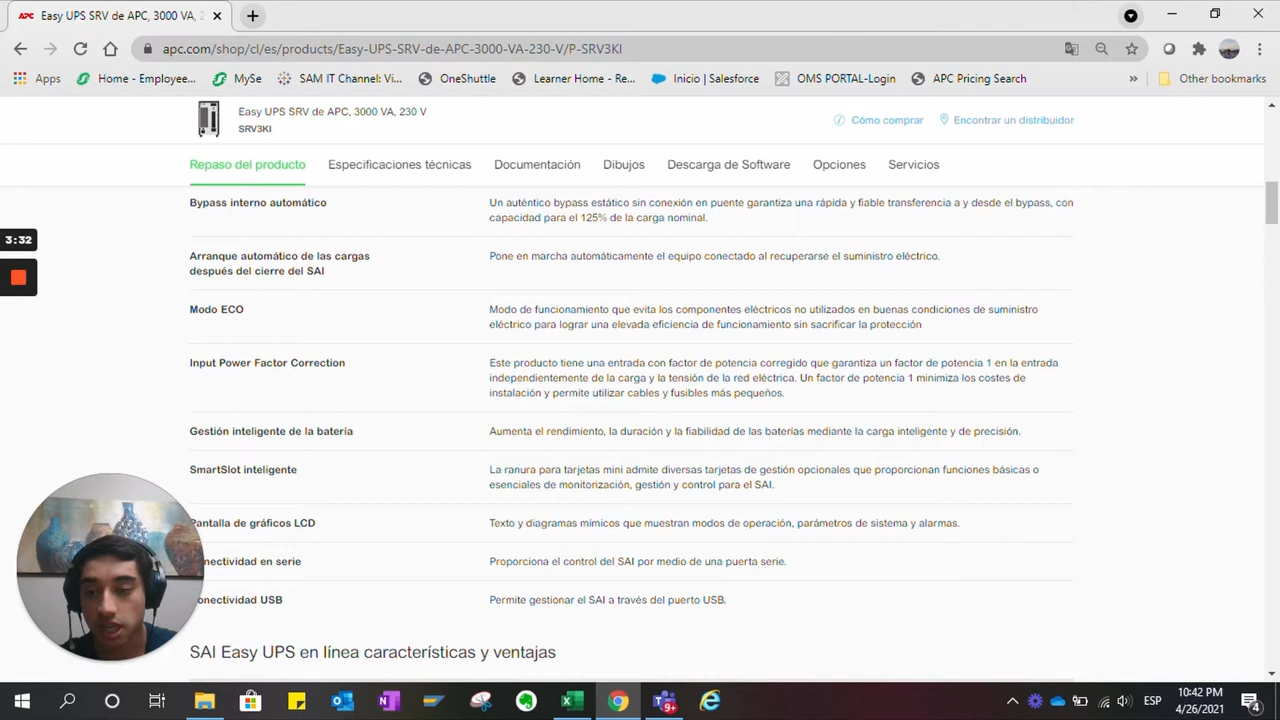 APC Easy UPS SRV de APC, 3000 VA, 2
apc.com/shop/cl/es/products/Easy-UPS-SRV-de-APC-3000-VA-230-V/P-SRV3KI
Apps Home - Employee... MySe SAM IT Channel: Vi... OneShuttle Learner Home - Re... Inicio | Salesforce OMS PORTAL-Login APC Pricing Search » Other bookmarks
Easy UPS SRV de APC, 3000 VA, 230 V
SRV3KI
Cómo comprar Encontrar un distribuidor
Repaso del producto Especificaciones técnicas Documentación Dibujos Descarga de Software Opciones Servicios
Bypass interno automático
Un auténtico bypass estático sin conexión en puente garantiza una rápida y fiable transferencia a y desde el bypass, con
capacidad para el 125% de la carga nominal.
3:32
Arranque automático de las cargas
después del cierre del SAI
Pone en marcha automáticamente el equipo conectado al recuperarse el suministro eléctrico.
Modo ECO
Modo de funcionamiento que evita los componentes eléctricos no utilizados en buenas condiciones de suministro
eléctrico para lograr una elevada eficiencia de funcionamiento sin sacrificar la protección
Input Power Factor Correction
Este producto tiene una entrada con factor de potencia corregido que garantiza un factor de potencia 1 en la entrada
independientemente de la carga y la tensión de la red eléctrica. Un factor de potencia 1 minimiza los costes de
instalación y permite utilizar cables y fusibles más pequeños.
Gestión inteligente de la batería
Aumenta el rendimiento, la duración y la fiabilidad de las baterías mediante la carga inteligente y de precisión.
SmartSlot inteligente
La ranura para tarjetas mini admite diversas tarjetas de gestión opcionales que proporcionan funciones básicas o
esenciales de monitorización, gestión y control para el SAI.
Pantalla de gráficos LCD
Texto y diagramas mímicos que muestran modos de operación, parámetros de sistema y alarmas.
nectividad en serie
Proporciona el control del SAI por medio de una puerta serie.
onectividad USB
Permite gestionar el SAI a través del puerto USB.
SAI Easy UPS en línea características y ventajas
9+
ESP
10:42 PM
4/26/2021
4